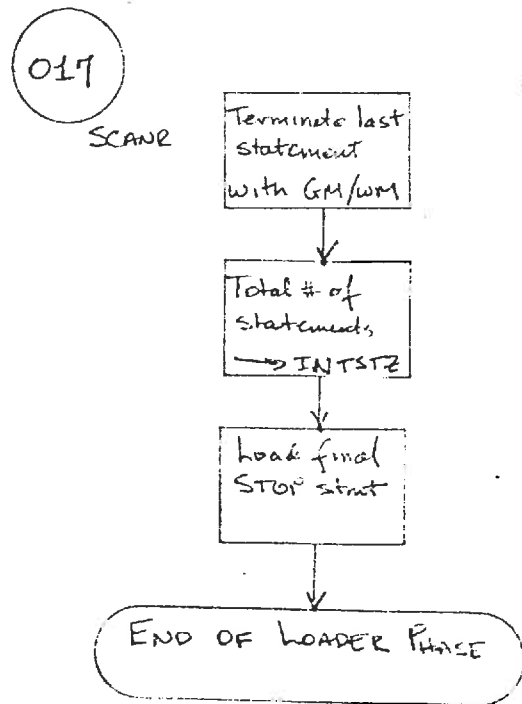 017
SCANR
Terminate last
statement
with GM/WM
Total # of
statements
→ INTSTZ
Load final
STOP stmt
END OF LOADER PHASE